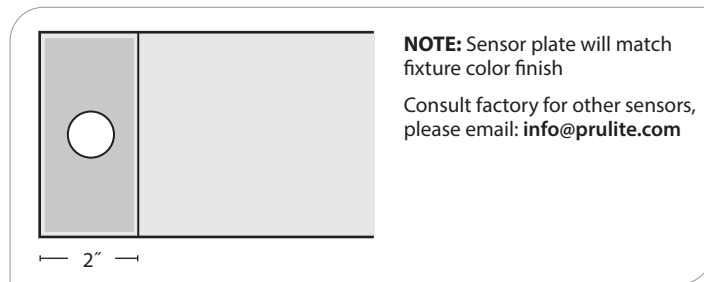 NOTE: Sensor plate will match
fixture color finish
Consult factory for other sensors,
please email: info@prulite.com
2˝